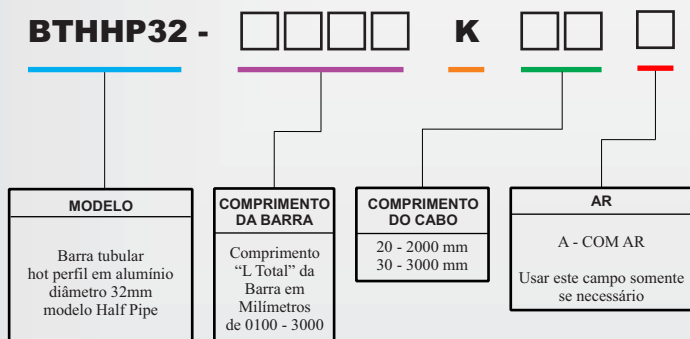 BTHHP32 - □□□□ K □□ □
MODELO
Barra tubular
hot perfil em alumínio
diâmetro 32mm
modelo Half Pipe
COMPRIMENTO
DA BARRA
Comprimento
“L Total” da
Barra em
Milímetros
de 0100 - 3000
COMPRIMENTO
DO CABO
20 - 2000 mm
30 - 3000 mm
AR
A - COM AR
Usar este campo somente
se necessário